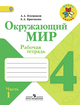 А. А. Плешаков
Е. А. Крючкова
Окружающий
МИР
Рабочая тетрадь
4
Часть 1